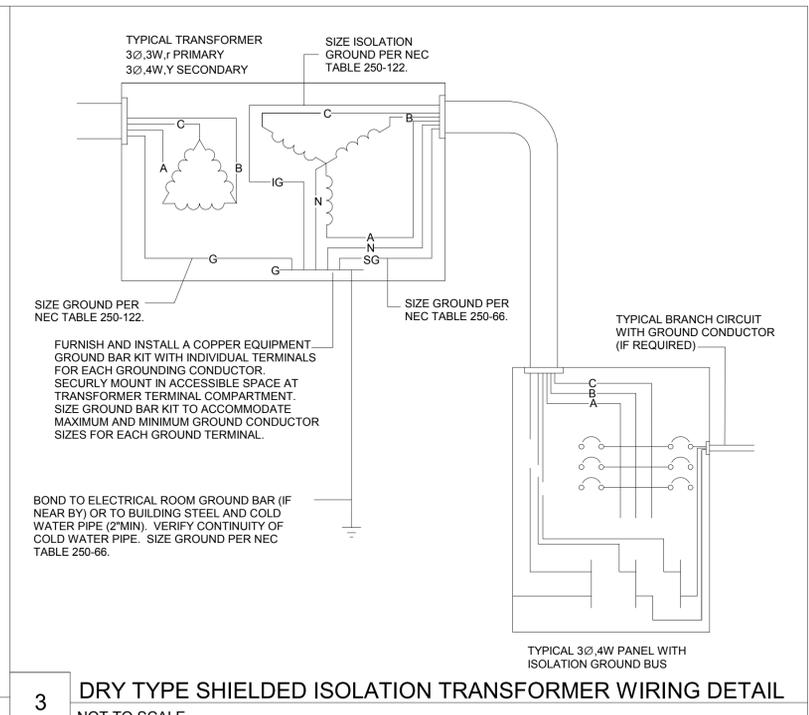 TYPICAL TRANSFORMER
3Ø,3W,r PRIMARY
3Ø,4W,Y SECONDARY
SIZE ISOLATION
GROUND PER NEC
TABLE 250-122.
C
A
B
G
C
B
IG
N
A
N
SG
G
SIZE GROUND PER
NEC TABLE 250-122.
SIZE GROUND PER
NEC TABLE 250-66.
FURNISH AND INSTALL A COPPER EQUIPMENT
GROUND BAR KIT WITH INDIVIDUAL TERMINALS
FOR EACH GROUNDING CONDUCTOR.
SECURLY MOUNT IN ACCESSIBLE SPACE AT
TRANSFORMER TERMINAL COMPARTMENT.
SIZE GROUND BAR KIT TO ACCOMMODATE
MAXIMUM AND MINIMUM GROUND CONDUCTOR
SIZES FOR EACH GROUND TERMINAL.
BOND TO ELECTRICAL ROOM GROUND BAR (IF
NEAR BY) OR TO BUILDING STEEL AND COLD
WATER PIPE (2"MIN). VERIFY CONTINUITY OF
COLD WATER PIPE. SIZE GROUND PER NEC
TABLE 250-66.
TYPICAL BRANCH CIRCUIT
WITH GROUND CONDUCTOR
(IF REQUIRED)
C
B
A
TYPICAL 3Ø,4W PANEL WITH
ISOLATION GROUND BUS
3
DRY TYPE SHIELDED ISOLATION TRANSFORMER WIRING DETAIL
NOT TO SCALE